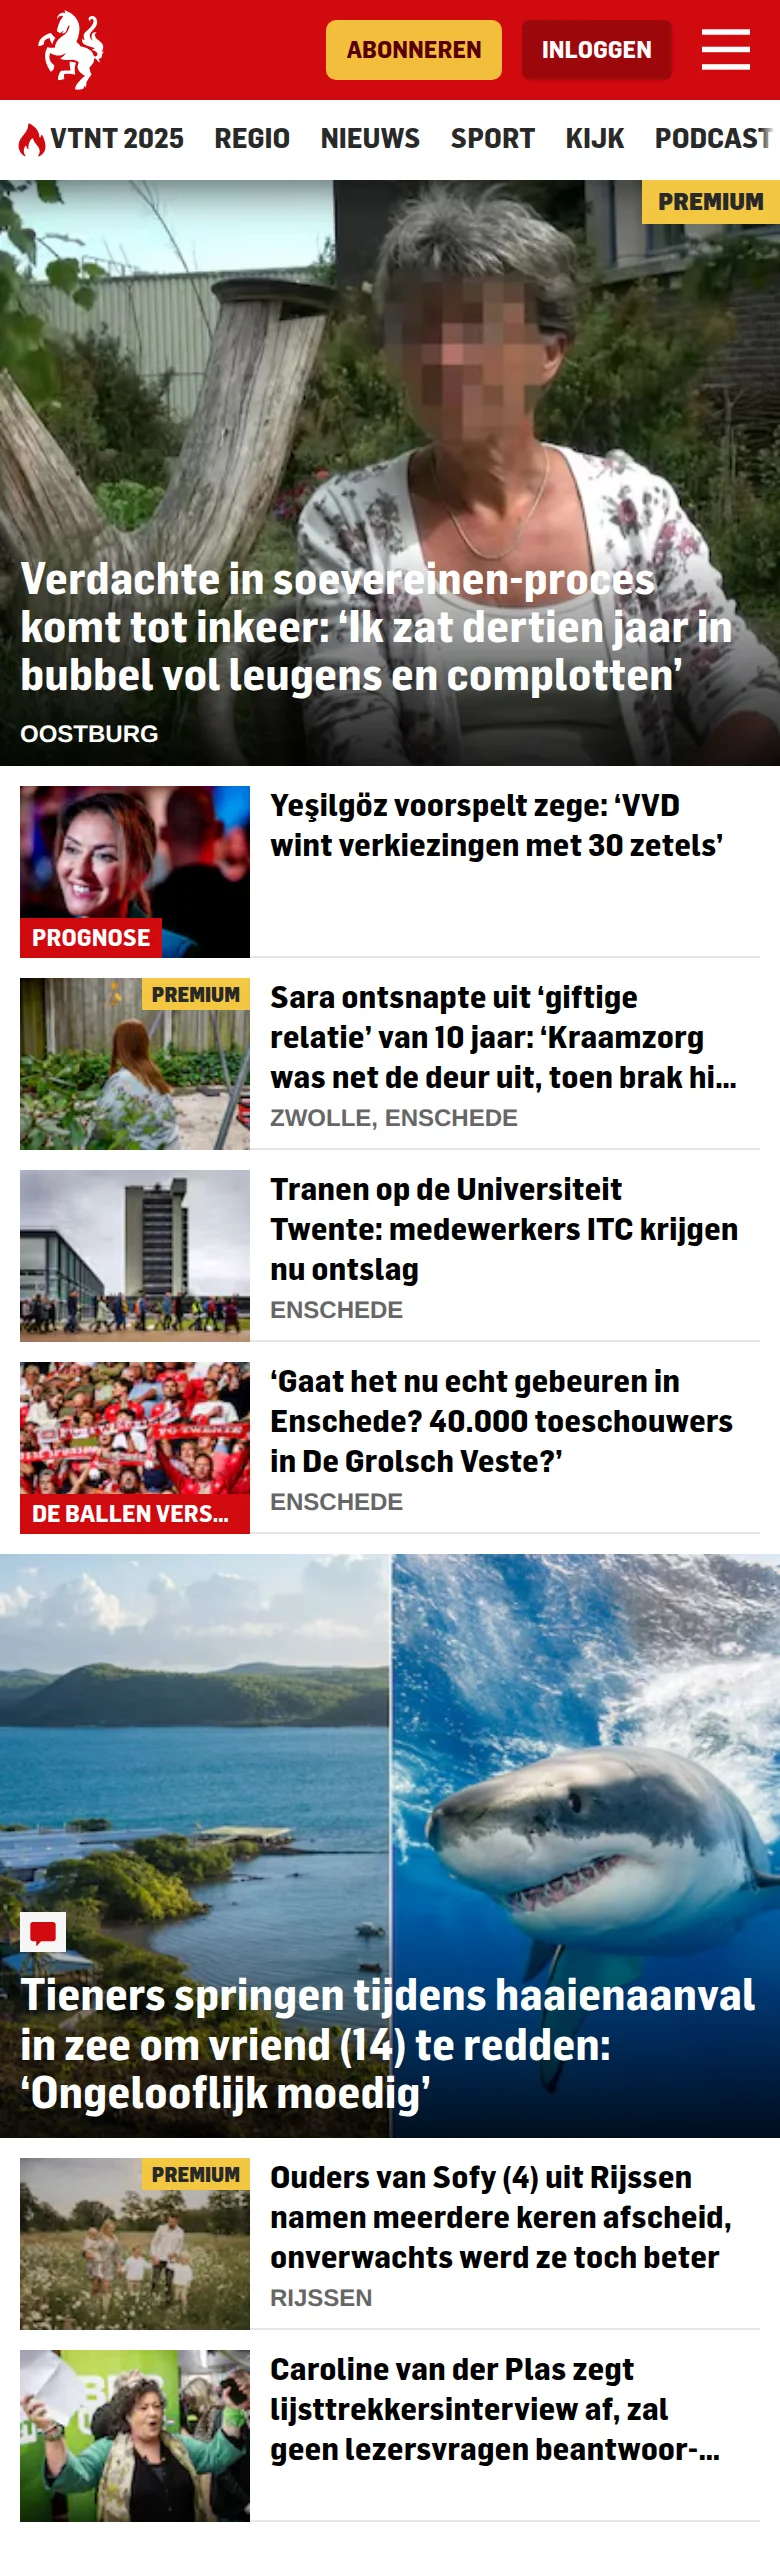 ABONNEREN
INLOGGEN
VTNT 2025 REGIO NIEUWS SPORT KIJK PODCAST
PREMIUM
Verdachte in soevereinen-proces
komt tot inkeer: ‘Ik zat dertien jaar in
bubbel vol leugens en complotten’
OOSTBURG
Yeşilgöz voorspelt zege: ‘VVD
wint verkiezingen met 30 zetels’
PROGNOSE
PREMIUM
Sara ontsnapte uit ‘giftige
relatie’ van 10 jaar: ‘Kraamzorg
was net de deur uit, toen brak hi...
ZWOLLE, ENSCHEDE
Tranen op de Universiteit
Twente: medewerkers ITC krijgen
nu ontslag
ENSCHEDE
‘Gaat het nu echt gebeuren in
Enschede? 40.000 toeschouwers
in De Grolsch Veste?’
ENSCHEDE
DE BALLEN VERS...
Tieners springen tijdens haaienaanval
in zee om vriend (14) te redden:
‘Ongelooflijk moedig’
PREMIUM
Ouders van Sofy (4) uit Rijssen
namen meerdere keren afscheid,
onverwachts werd ze toch beter
RIJSSEN
Caroline van der Plas zegt
lijsttrekkersinterview af, zal
geen lezersvragen beantwoor-...